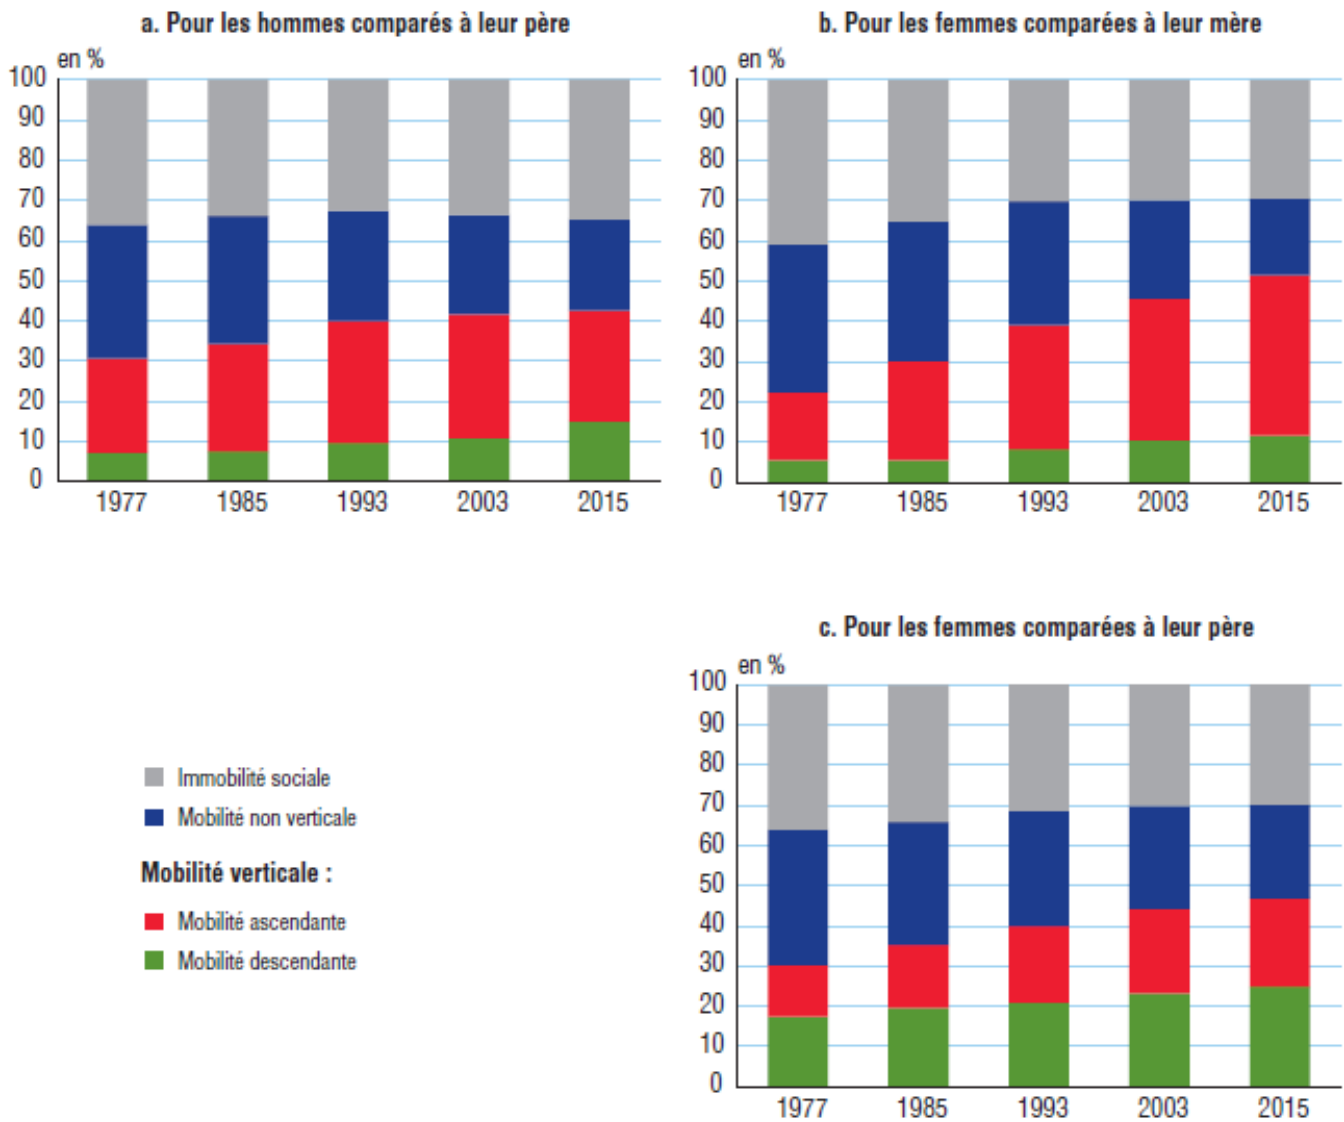 a. Pour les hommes comparés à leur père
en %
100
90
80
70
60
50
40
30
20
10
0
1977 1985 1993 2003 2015
b. Pour les femmes comparées à leur mère
en %
100
90
80
70
60
50
40
30
20
10
0
1977 1985 1993 2003 2015
Immobilité sociale
Mobilité non verticale
Mobilité verticale :
Mobilité ascendante
Mobilité descendante
c. Pour les femmes comparées à leur père
en %
100
90
80
70
60
50
40
30
20
10
0
1977 1985 1993 2003 2015